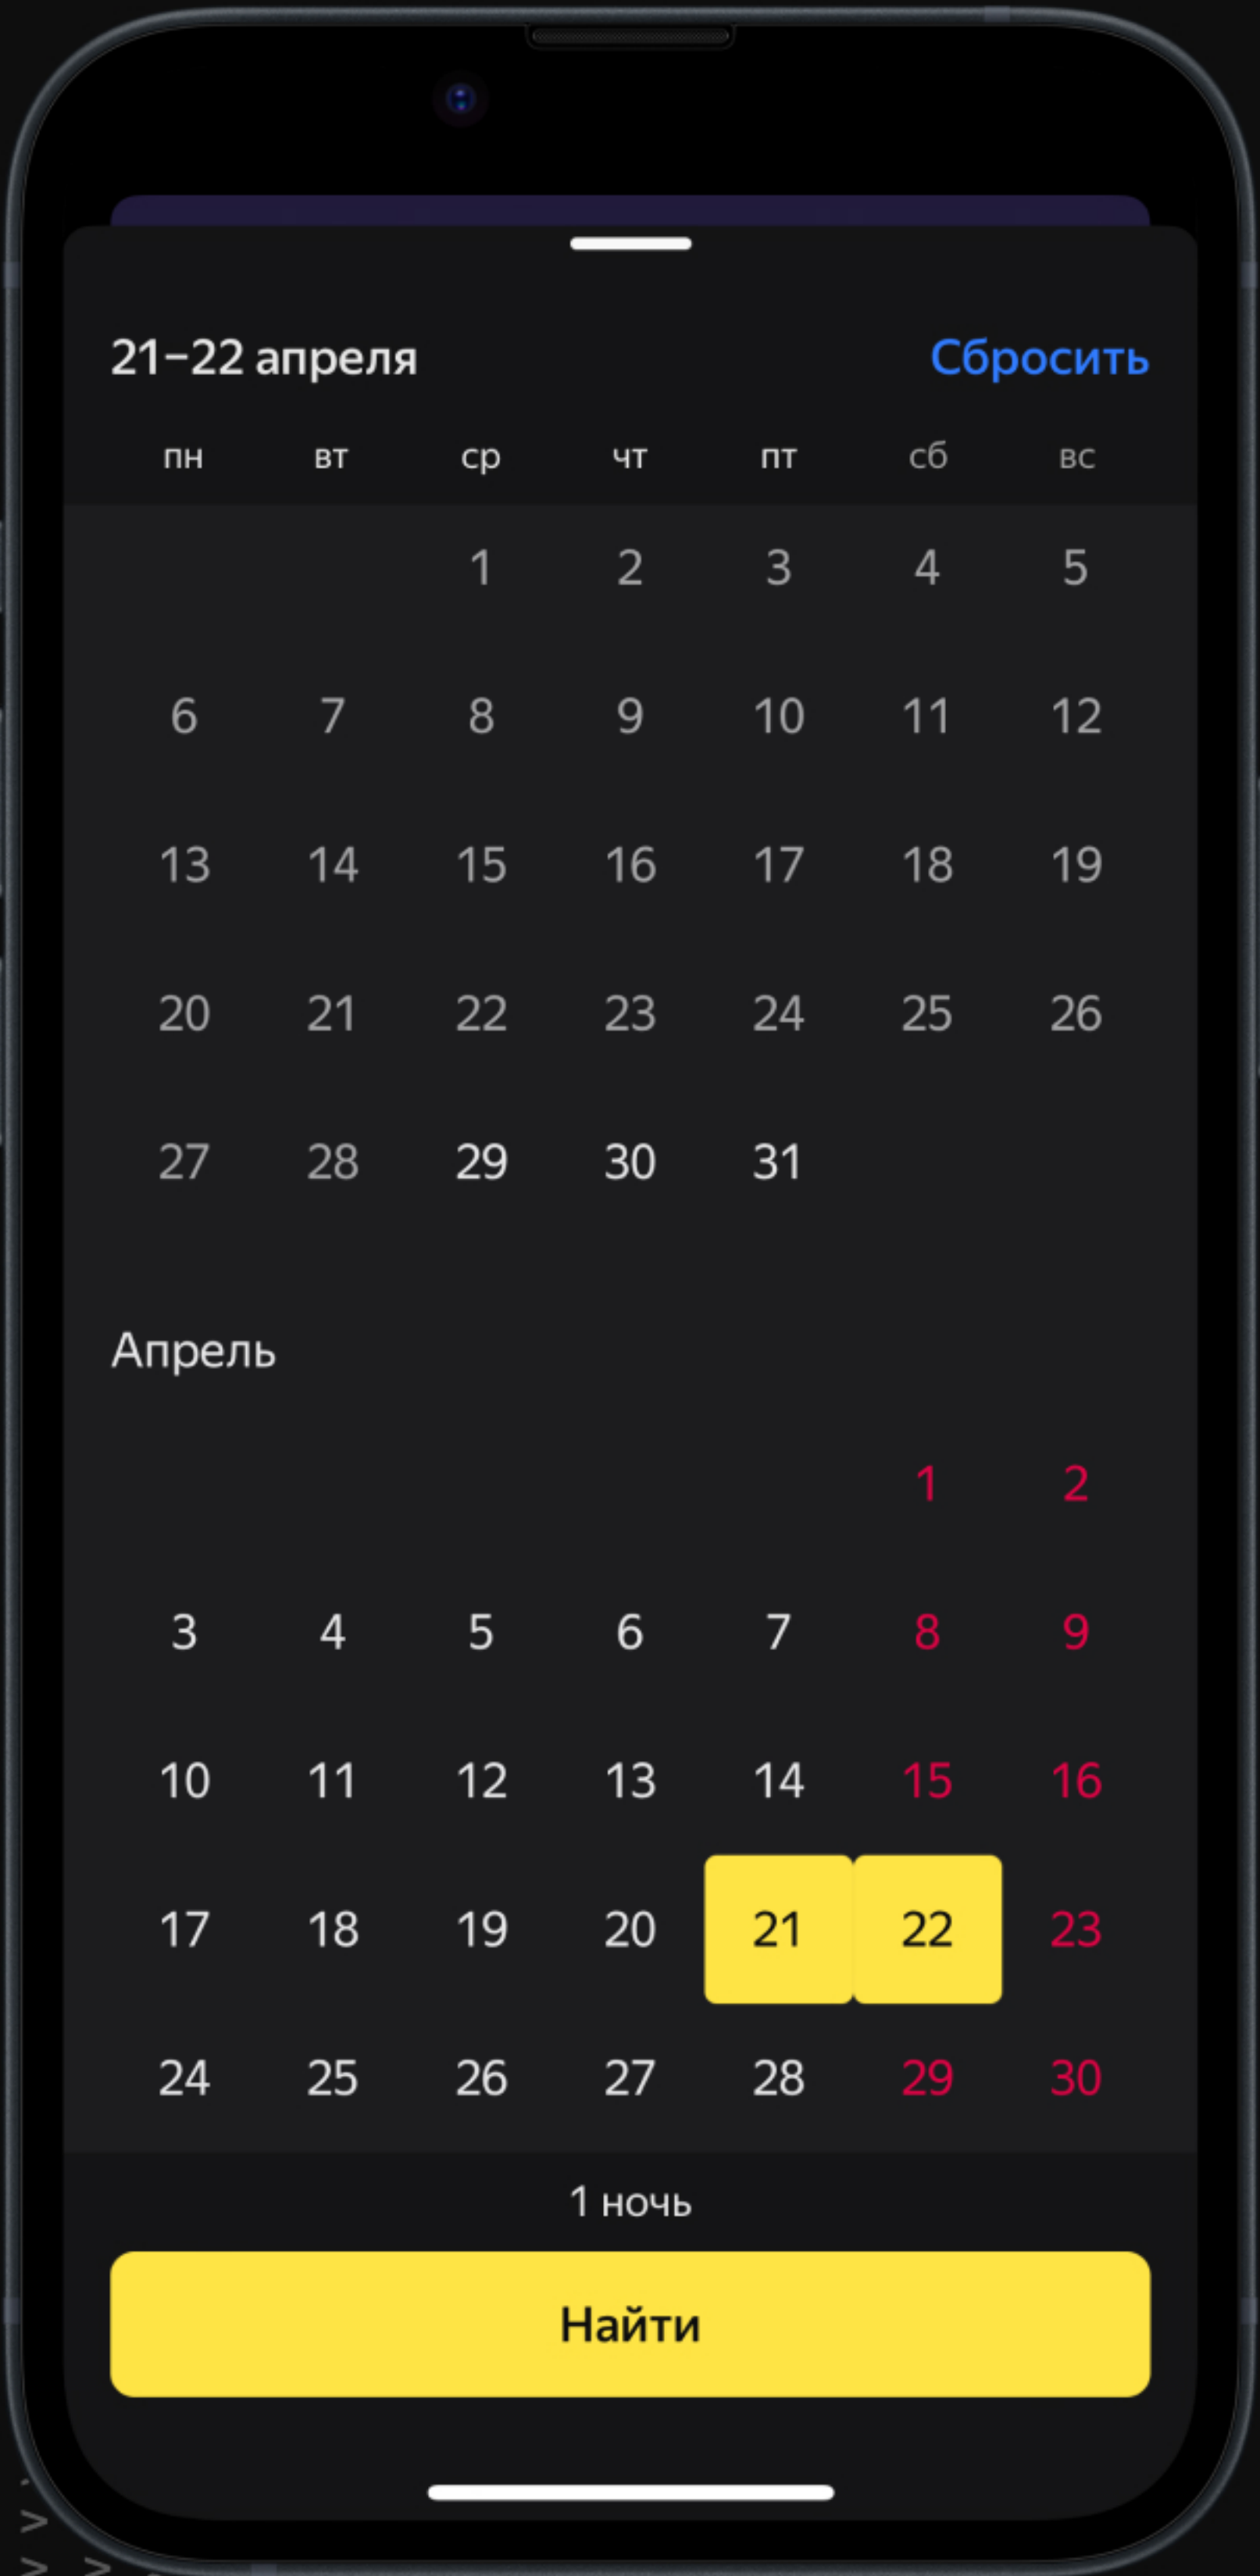 21–22 апреля Сбросить
пн вт ср чт пт сб вс
1 2 3 4 5
6 7 8 9 10 11 12
13 14 15 16 17 18 19
20 21 22 23 24 25 26
27 28 29 30 31
Апрель
1 2
3 4 5 6 7 8 9
10 11 12 13 14 15 16
17 18 19 20 21 22 23
24 25 26 27 28 29 30
1 ночь
Найти